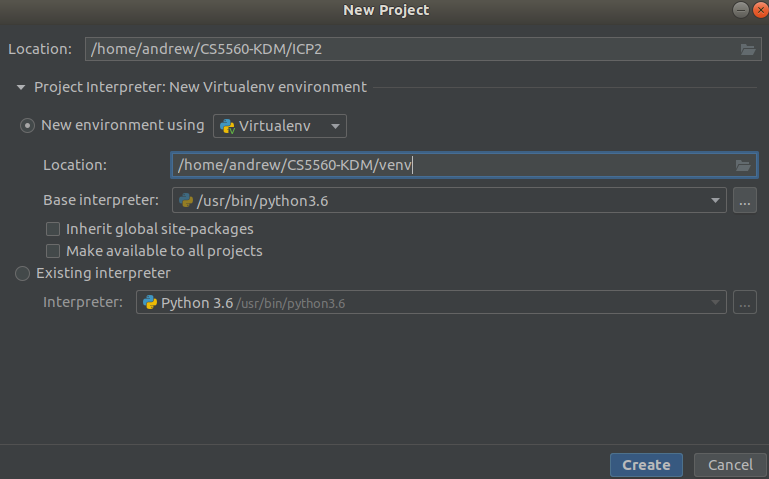 New Project
Location: /home/andrew/CS5560-KDM/ICP2
Project Interpreter: New Virtualenv environment
New environment using Virtualenv
Location: /home/andrew/CS5560-KDM/venv
Base interpreter: /usr/bin/python3.6 ...
Inherit global site-packages
Make available to all projects
Existing interpreter
Interpreter: Python 3.6 /usr/bin/python3.6 ...
Create Cancel